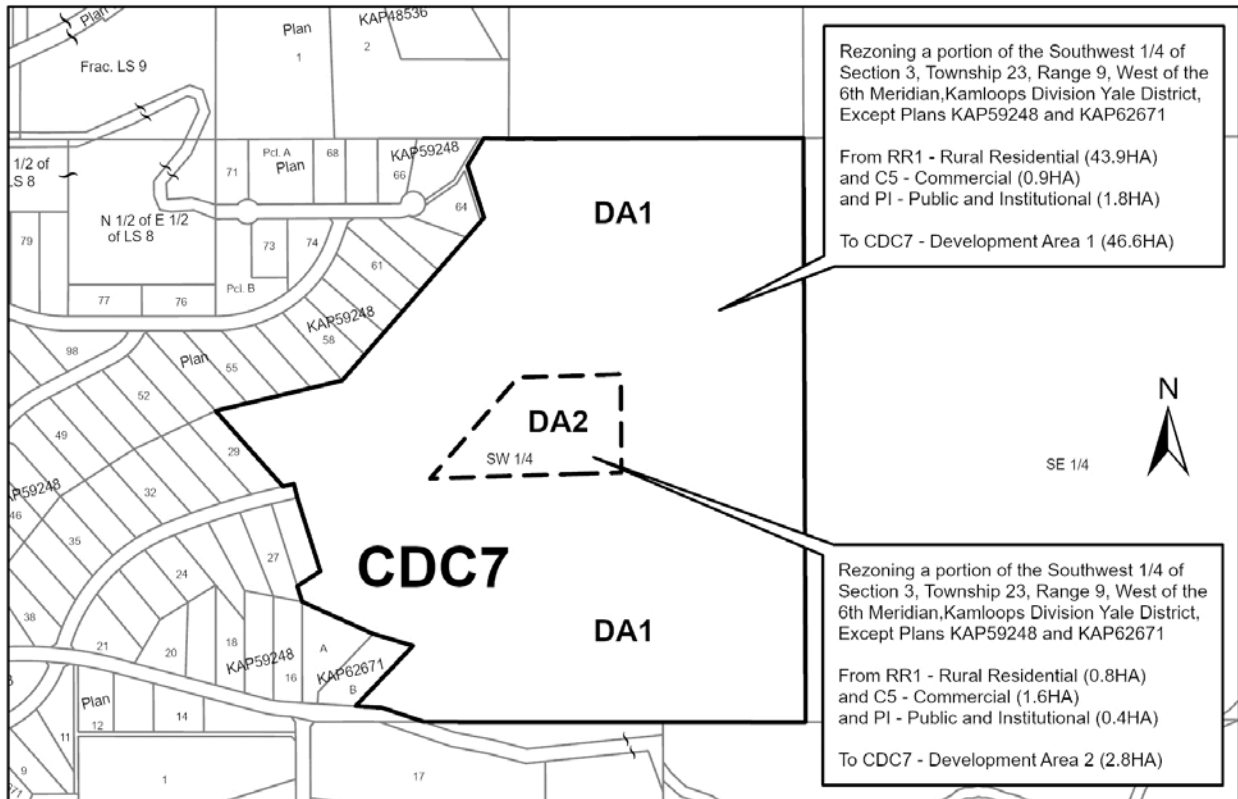 Plan
KAP48536
Plan
1
2
Frac. LS 9
1/2 of
LS 8
N 1/2 of E 1/2
of LS 8
79
77
76
71
Pcl. A
Plan
68
KAP59248
66
64
73
74
Pcl. B
61
KAP59248
58
Plan
55
98
52
49
29
KAP59248
46
32
35
24
27
38
21
20
18
KAP59248
16
A
KAP62671
B
Plan
12
14
11
9
1
17
DA1
DA2
SW 1/4
CDC7
DA1
SE 1/4
N
Rezoning a portion of the Southwest 1/4 of
Section 3, Township 23, Range 9, West of the
6th Meridian,Kamloops Division Yale District,
Except Plans KAP59248 and KAP62671
From RR1 - Rural Residential (43.9HA)
and C5 - Commercial (0.9HA)
and PI - Public and Institutional (1.8HA)
To CDC7 - Development Area 1 (46.6HA)
Rezoning a portion of the Southwest 1/4 of
Section 3, Township 23, Range 9, West of the
6th Meridian,Kamloops Division Yale District,
Except Plans KAP59248 and KAP62671
From RR1 - Rural Residential (0.8HA)
and C5 - Commercial (1.6HA)
and PI - Public and Institutional (0.4HA)
To CDC7 - Development Area 2 (2.8HA)